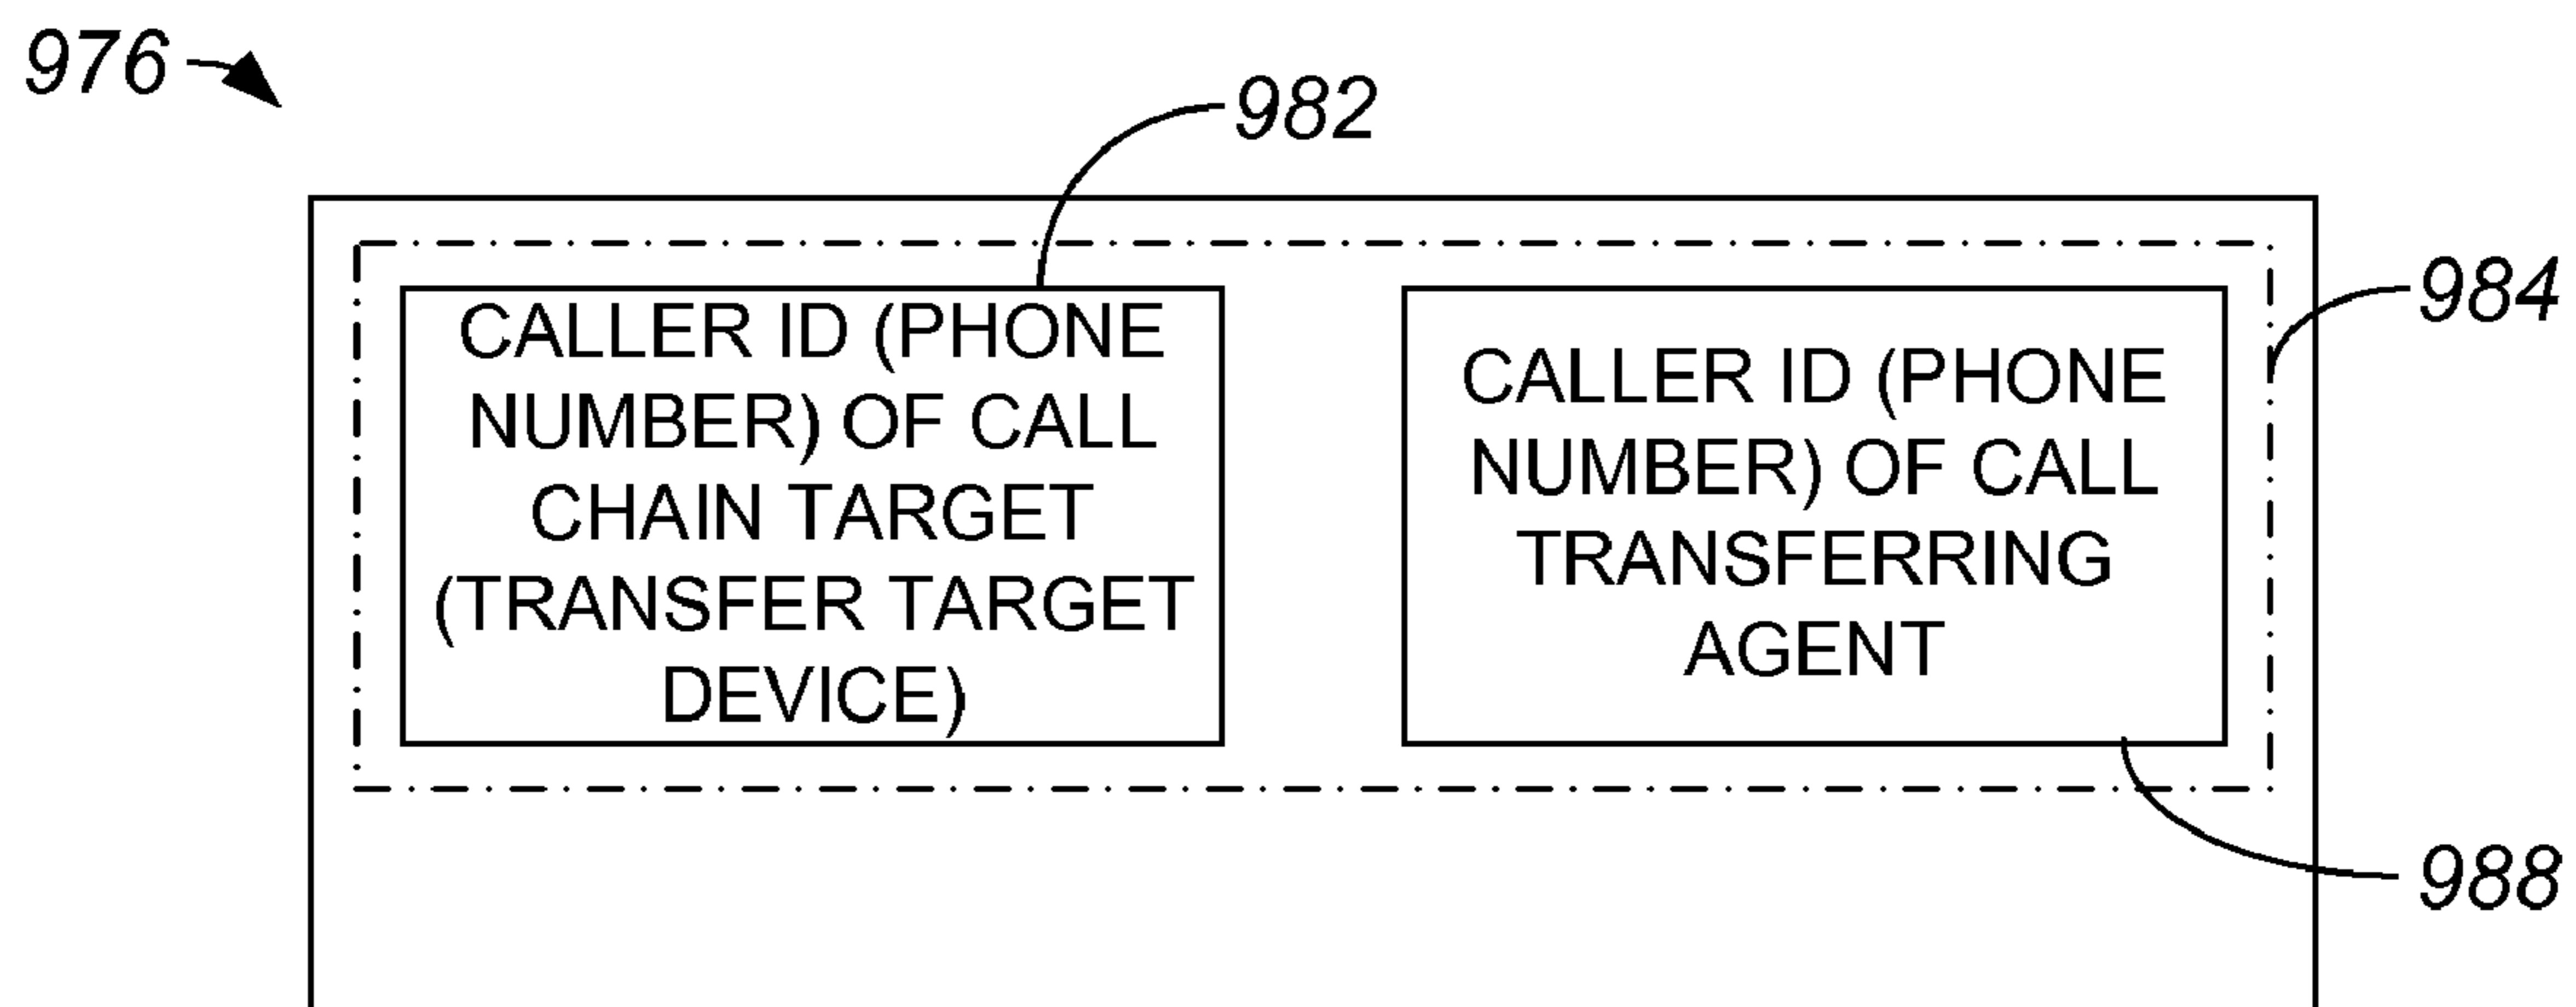 976
982
984
CALLER ID (PHONE
NUMBER) OF CALL
CHAIN TARGET
(TRANSFER TARGET
DEVICE)
CALLER ID (PHONE
NUMBER) OF CALL
TRANSFERRING
AGENT
988